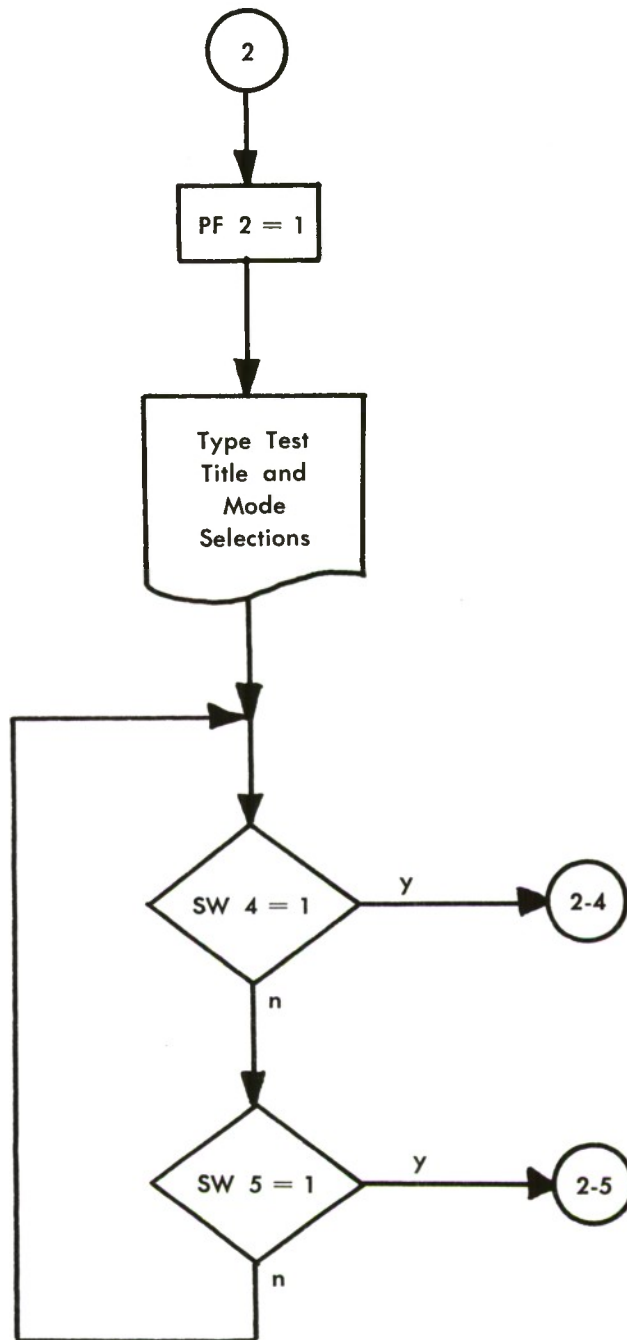 2
PF 2 = 1
Type Test
Title and
Mode
Selections
SW 4 = 1
y
2-4
n
SW 5 = 1
y
2-5
n